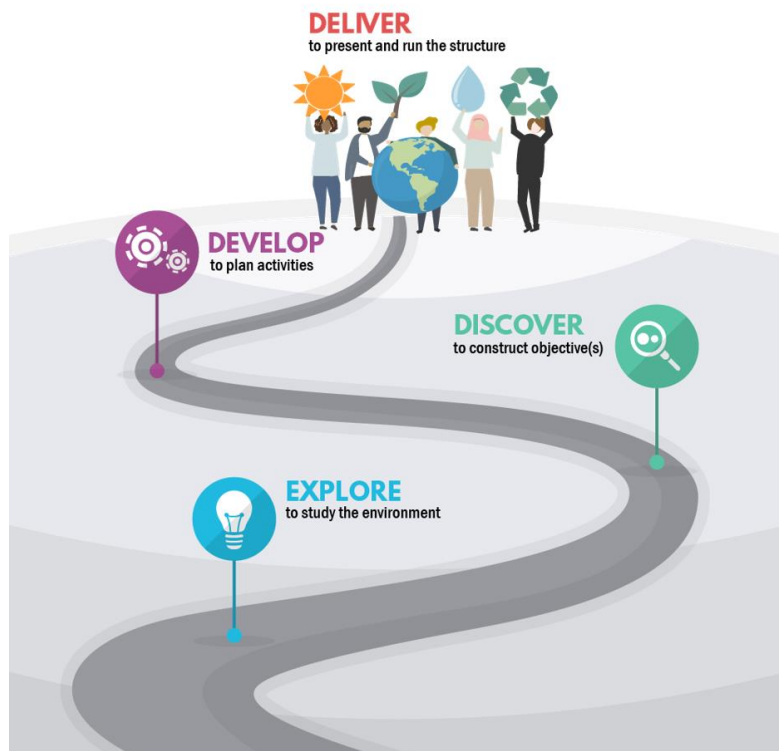 DELIVER
to present and run the structure
DEVELOP
to plan activities
DISCOVER
to construct objective(s)
EXPLORE
to study the environment